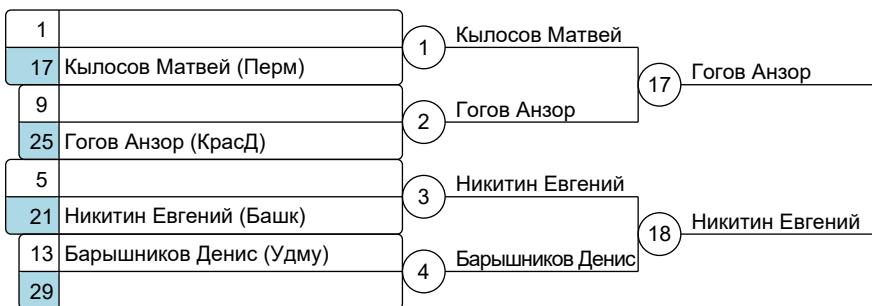 1
17 Кылосов Матвей (Перм)
9
25 Гогов Анзор (КрасД)
5
21 Никитин Евгений (Башк)
13 Барышников Денис (Удму)
29
1 Кылосов Матвей
2 Гогов Анзор
3 Никитин Евгений
4 Барышников Денис
17 Гогов Анзор
18 Никитин Евгений